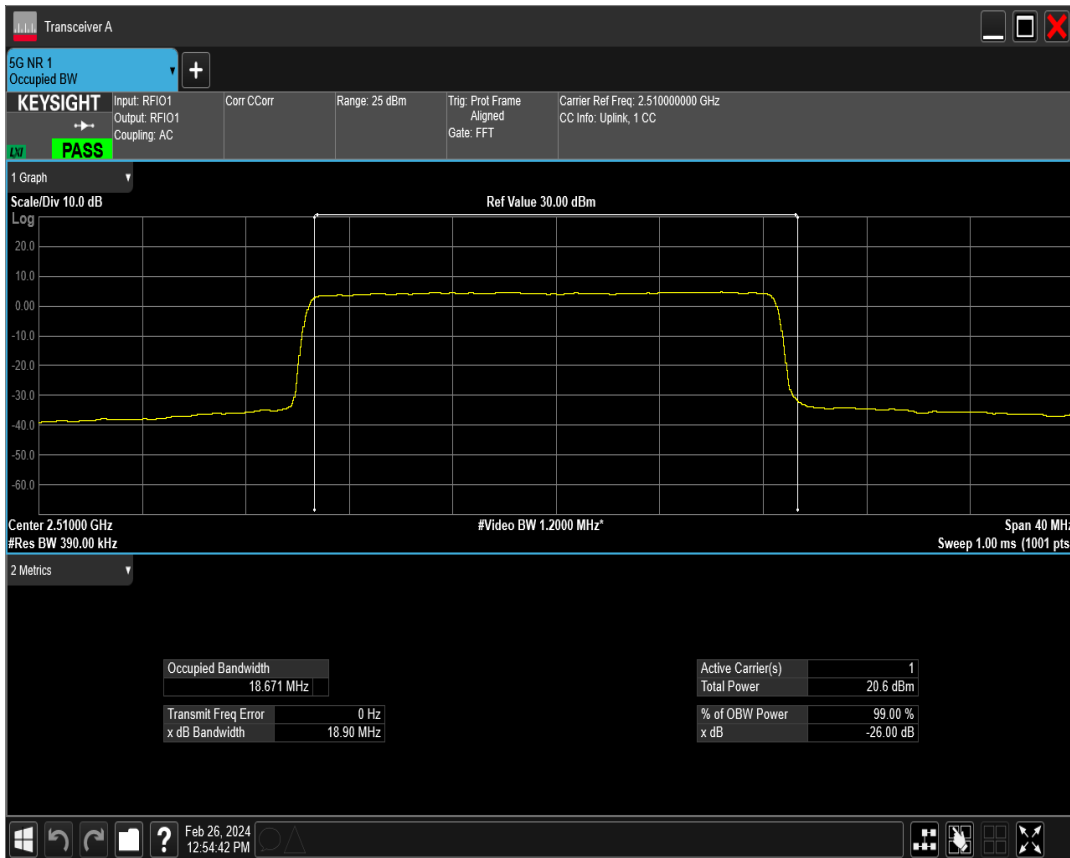 Transceiver A
5G NR 1
Occupied BW
+
KEYSIGHT
LXI
PASS
Input: RFIO1
Output: RFIO1
Coupling: AC
Corr CCorr
Range: 25 dBm
Trig: Prot Frame
Aligned
Gate: FFT
Carrier Ref Freq: 2.510000000 GHz
CC Info: Uplink, 1 CC
1 Graph
Scale/Div 10.0 dB
Ref Value 30.00 dBm
Log
20.0
10.0
0.00
-10.0
-20.0
-30.0
-40.0
-50.0
-60.0
Center 2.51000 GHz
#Video BW 1.2000 MHz*
Span 40 MHz
#Res BW 390.00 kHz
Sweep 1.00 ms (1001 pts
2 Metrics
Occupied Bandwidth
18.671 MHz
Transmit Freq Error 0 Hz
x dB Bandwidth 18.90 MHz
Active Carrier(s) 1
Total Power 20.6 dBm
% of OBW Power 99.00 %
x dB -26.00 dB
?
Feb 26, 2024
12:54:42 PM